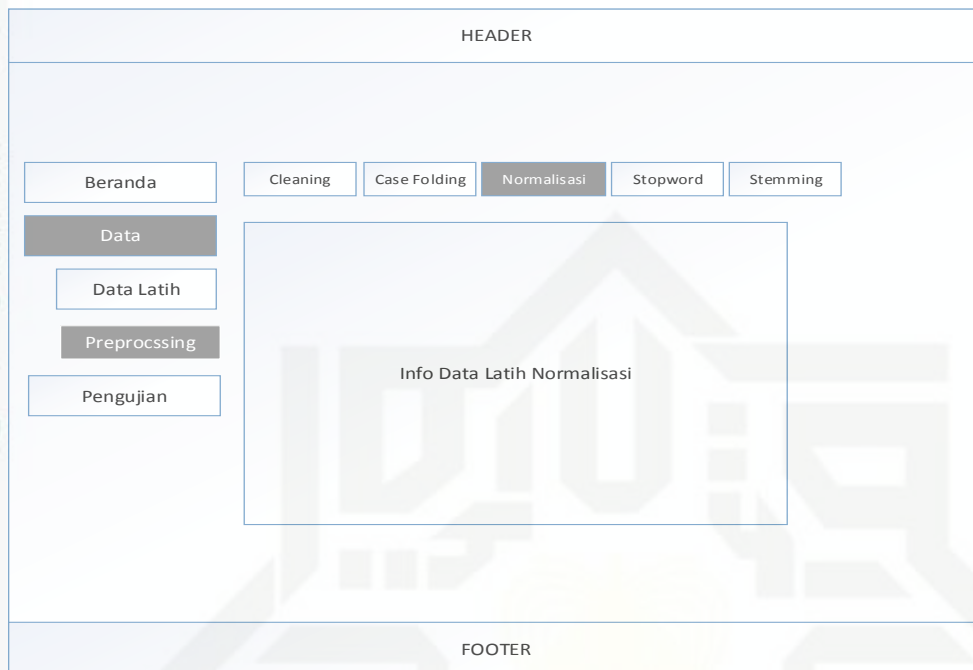 HEADER
Beranda
Cleaning
Case Folding
Normalisasi
Stopword
Stemming
Data
Data Latih
Preprocssing
Pengujian
Info Data Latih Normalisasi
FOOTER